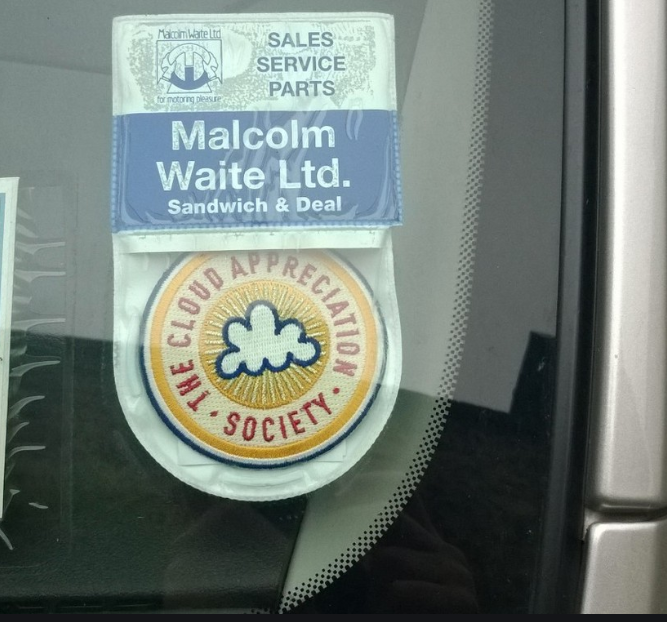 Malcolm Waite Ltd
for motoring pleasure
SALES
SERVICE
PARTS
Malcolm
Waite Ltd.
Sandwich & Deal
THE CLOUD APPRECIATION
· SOCIETY ·